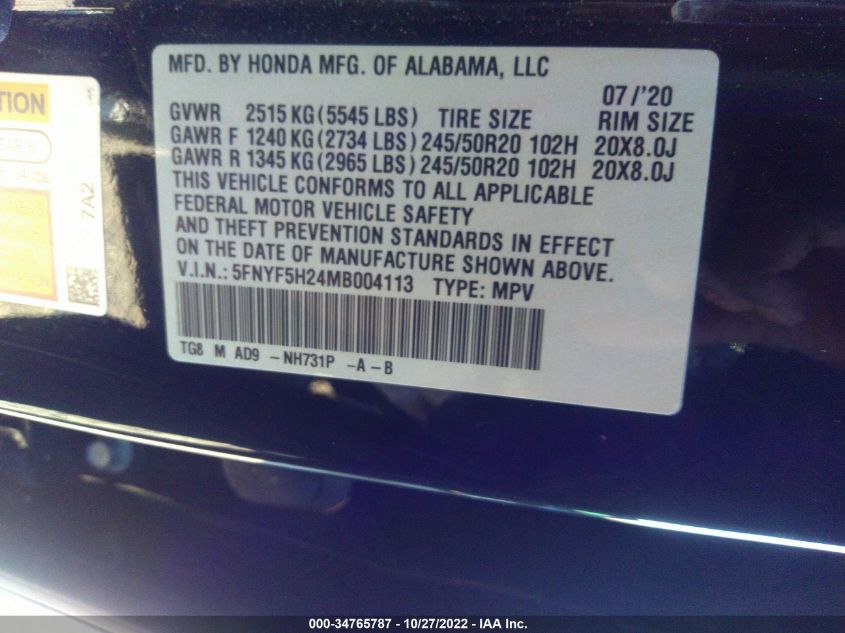 MFD. BY HONDA MFG. OF ALABAMA, LLC
07/'20
GVWR 2515 KG (5545 LBS) TIRE SIZE RIM SIZE
GAWR F 1240 KG (2734 LBS) 245/50R20 102H 20X8.0J
GAWR R 1345 KG (2965 LBS) 245/50R20 102H 20X8.0J
THIS VEHICLE CONFORMS TO ALL APPLICABLE
FEDERAL MOTOR VEHICLE SAFETY
AND THEFT PREVENTION STANDARDS IN EFFECT
ON THE DATE OF MANUFACTURE SHOWN ABOVE.
V.I.N.: 5FNYF5H24MB004113 TYPE: MPV
TG8 M AD9 -NH731P -A-B
7A2
000-34765787 - 10/27/2022 - IAA Inc.